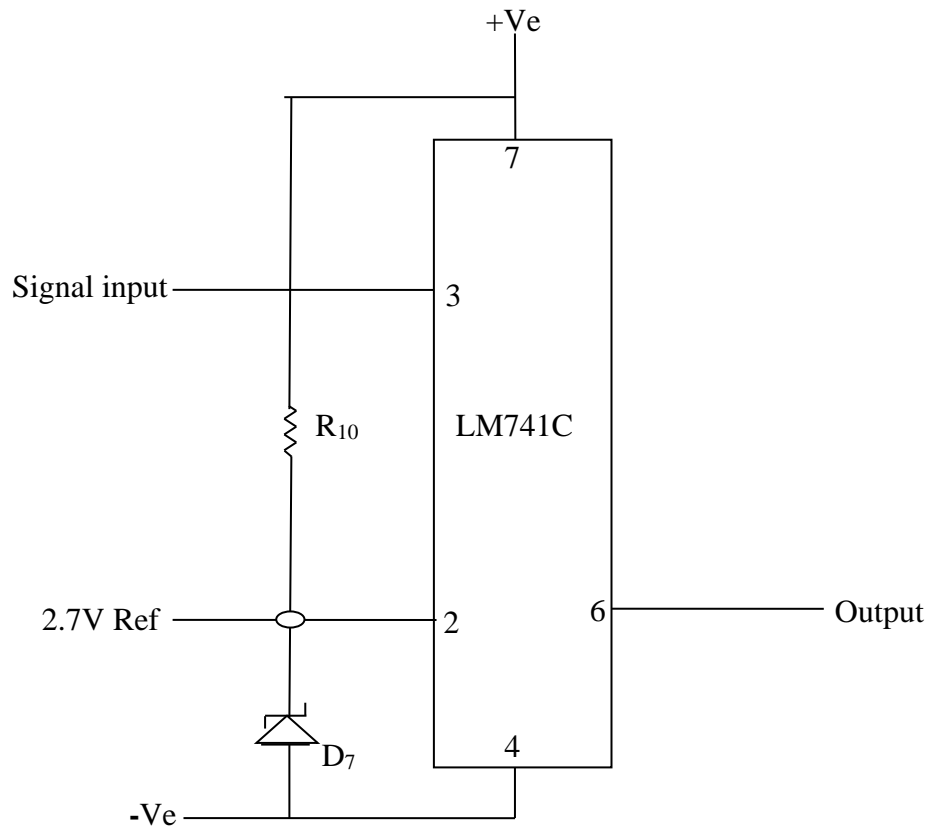 +Ve
7
Signal input
3
R₁₀
LM741C
2.7V Ref
2
6
Output
4
D₇
-Ve